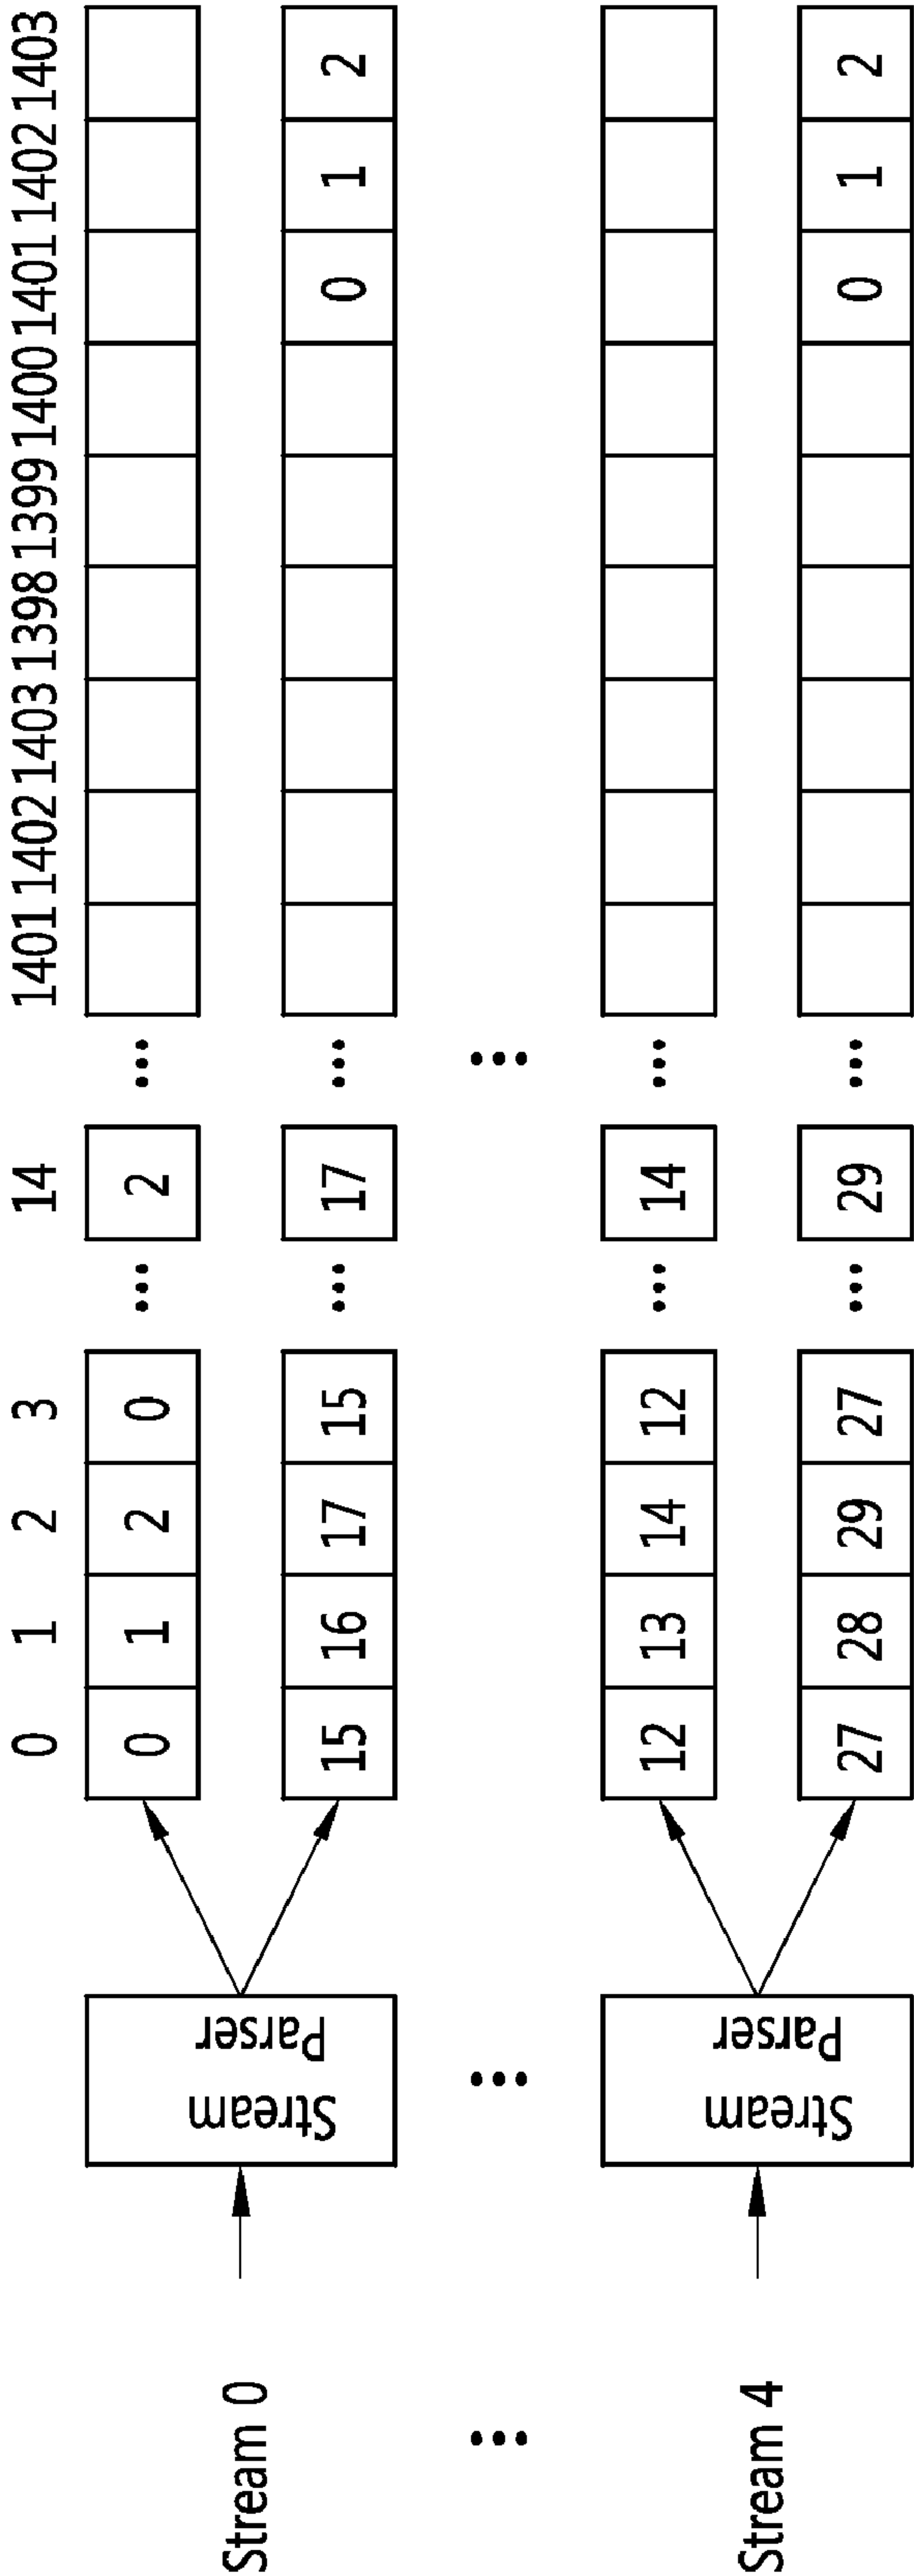 0 1 2 3 14 1401 1402 1403 1398 1399 1400 1401 1402 1403
0 1 2 0 ... 2 ...
Stream 0
Stream Parser
15 16 17 15 ... 17 ... 0 1 2
... ... ...
12 13 14 12 ... 14 ...
Stream 4
Stream Parser
27 28 29 27 ... 29 ... 0 1 2